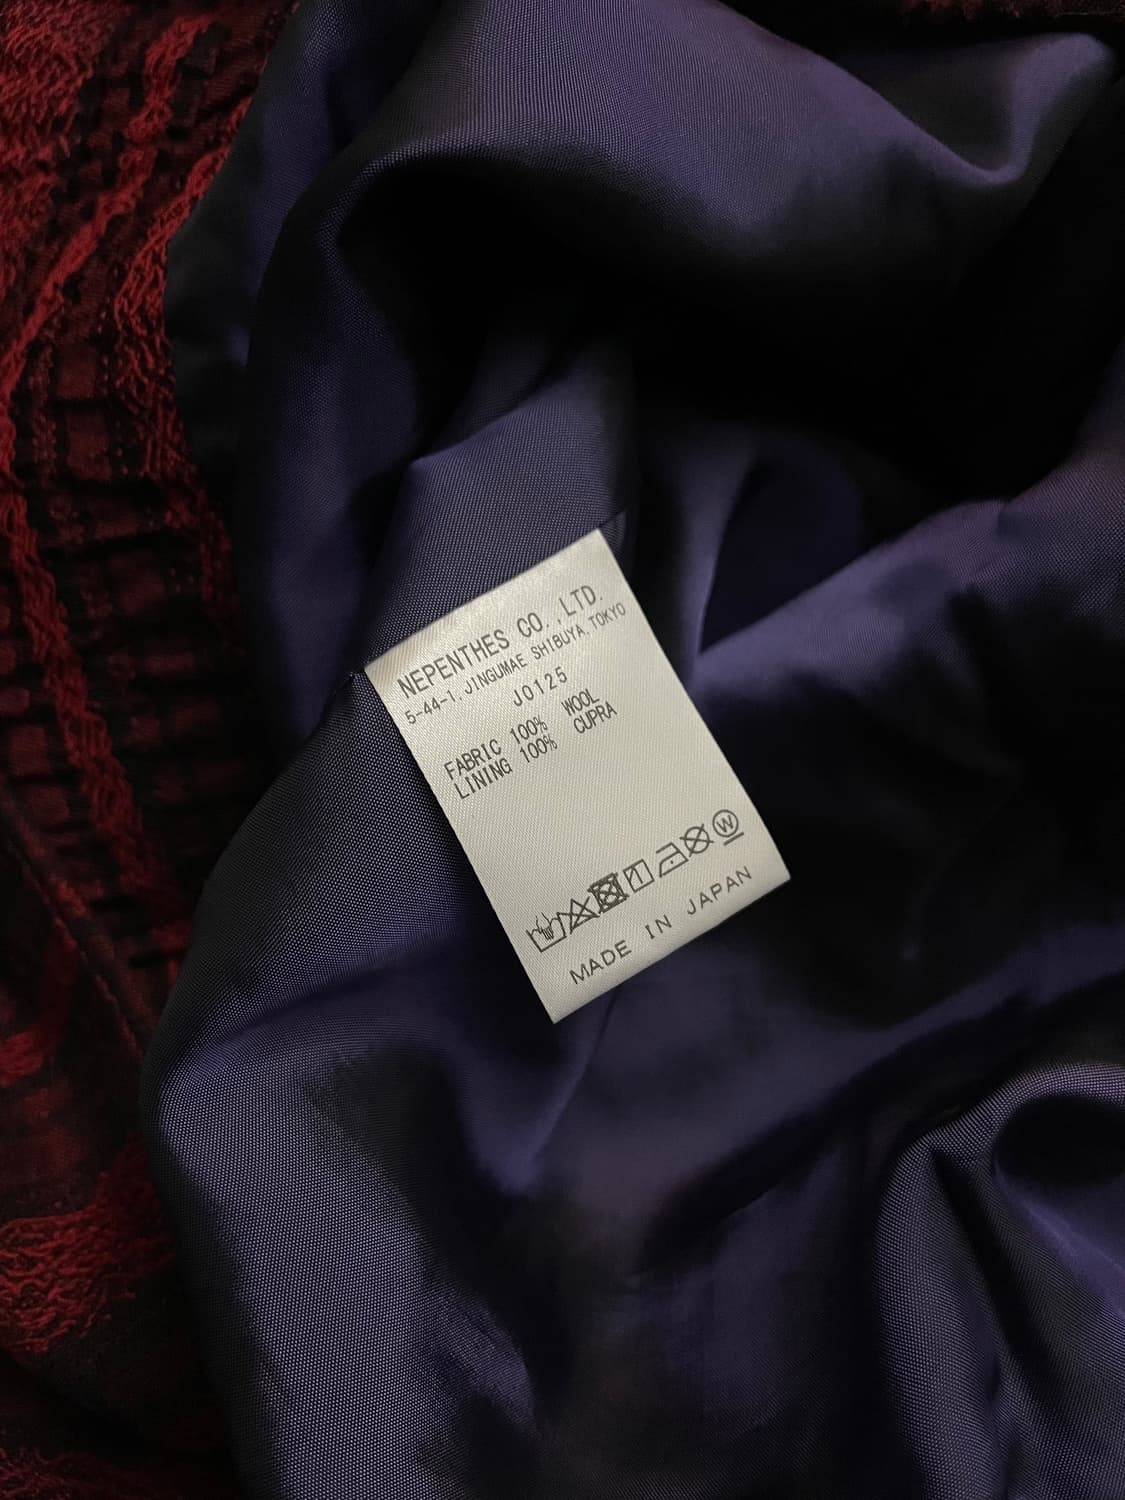 NEPENTHES CO.,LTD.
5-44-1, JINGUMAE SHIBUYA. TOKYO
J0125
FABRIC 100% WOOL
LINING 100% CUPRA
W
MADE IN JAPAN